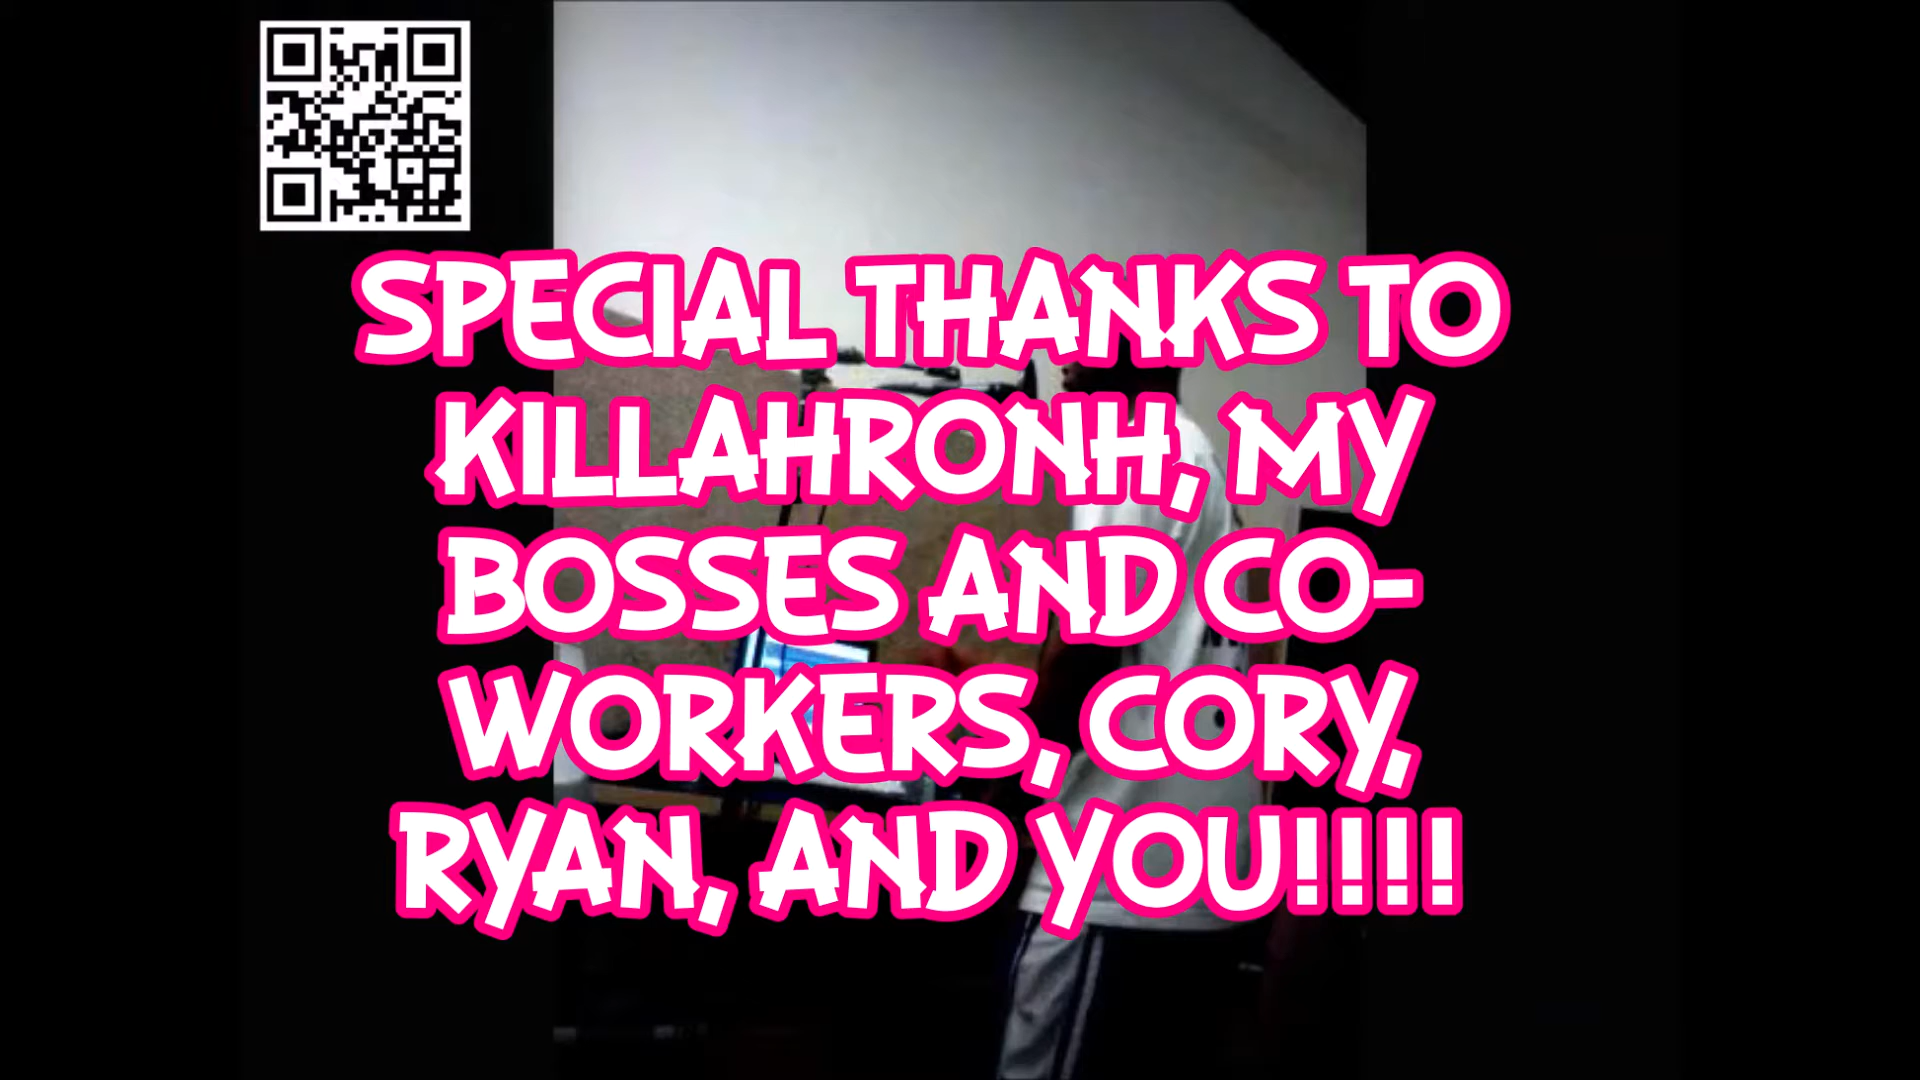 SPECIAL THANKS TO
KILLAHRONH, MY
BOSSES AND CO-
WORKERS, CORY,
RYAN, AND YOU!!!!